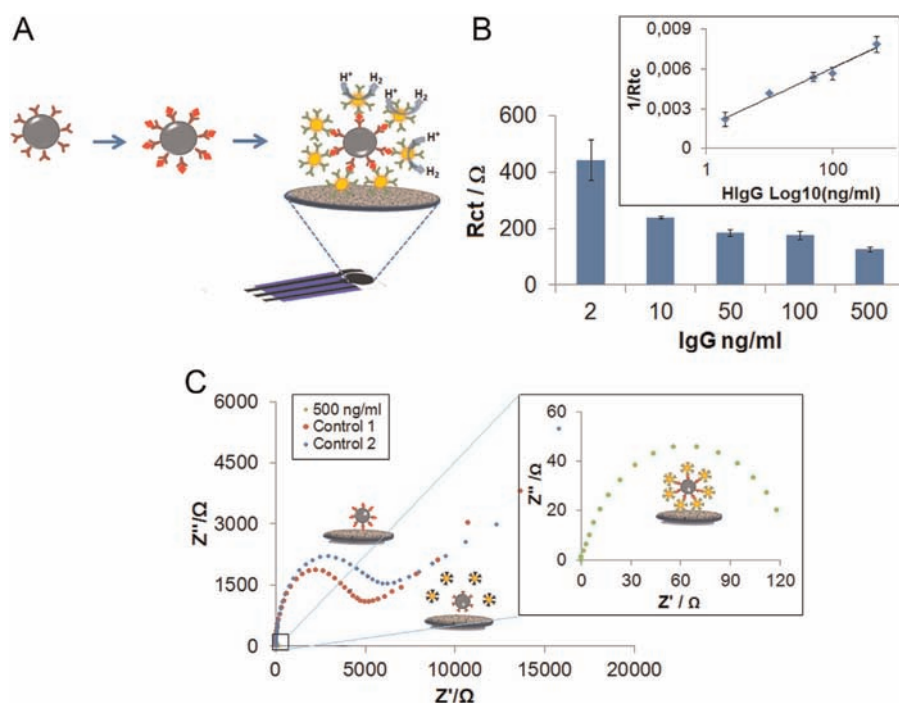 A
H⁺ H₂
H⁺ H₂
H⁺
H₂
B
Rct / Ω
600
400
200
0
2 10 50 100 500
IgG ng/ml
1/Rtc
0,009
0,006
0,003
0
1 100
HIgG Log10(ng/ml)
C
Z''/Ω
6000
4500
3000
1500
0
0 5000 10000 15000 20000
Z'/Ω
500 ng/ml
Control 1
Control 2
Z''/Ω
60
40
20
0
0 30 60 90 120
Z' / Ω